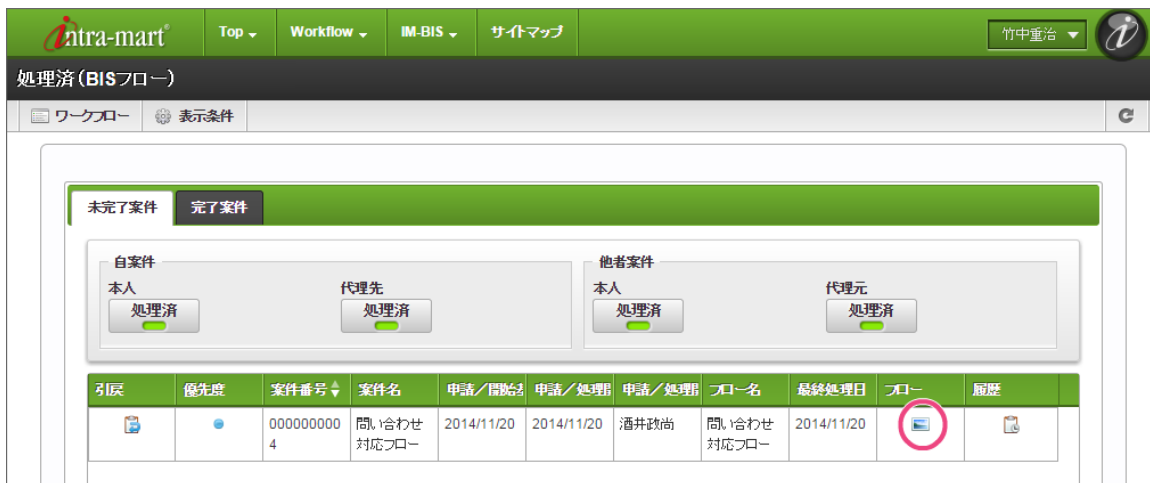 intra-mart Top Workflow IM-BIS サイトマップ 竹中重治
処理済(BISフロー)
ワークフロー 表示条件
未完了案件 完了案件
自案件 他者案件
本人 代理先 本人 代理元
処理済 処理済 処理済 処理済
引戻 優先度 案件番号 案件名 申請/開始 申請/処理 申請/処理 フロー名 最終処理日 フロー 履歴
000000000 問い合わせ 2014/11/20 2014/11/20 酒井政尚 問い合わせ 2014/11/20
4 対応フロー 対応フロー